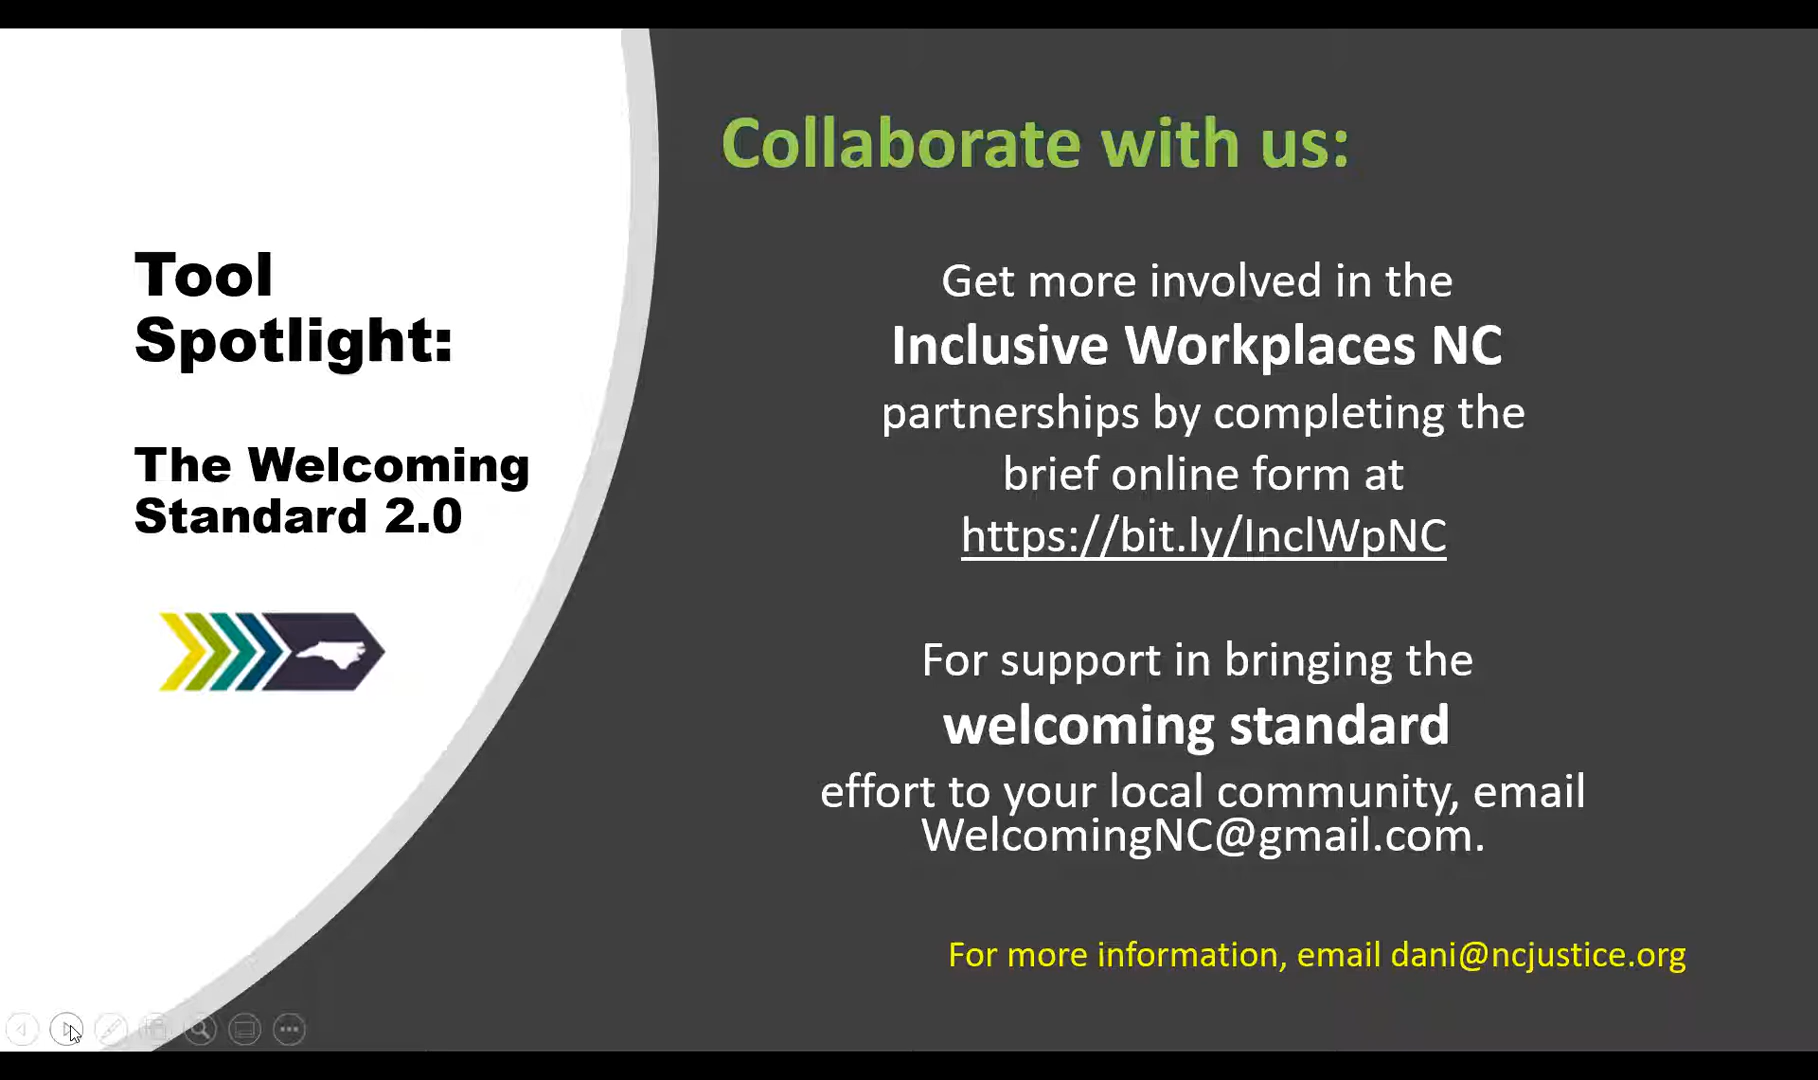 Tool
Spotlight:
The Welcoming
Standard 2.0
Collaborate with us:
Get more involved in the
Inclusive Workplaces NC
partnerships by completing the
brief online form at
https://bit.ly/InclWpNC
For support in bringing the
welcoming standard
effort to your local community, email
WelcomingNC@gmail.com.
For more information, email dani@ncjustice.org